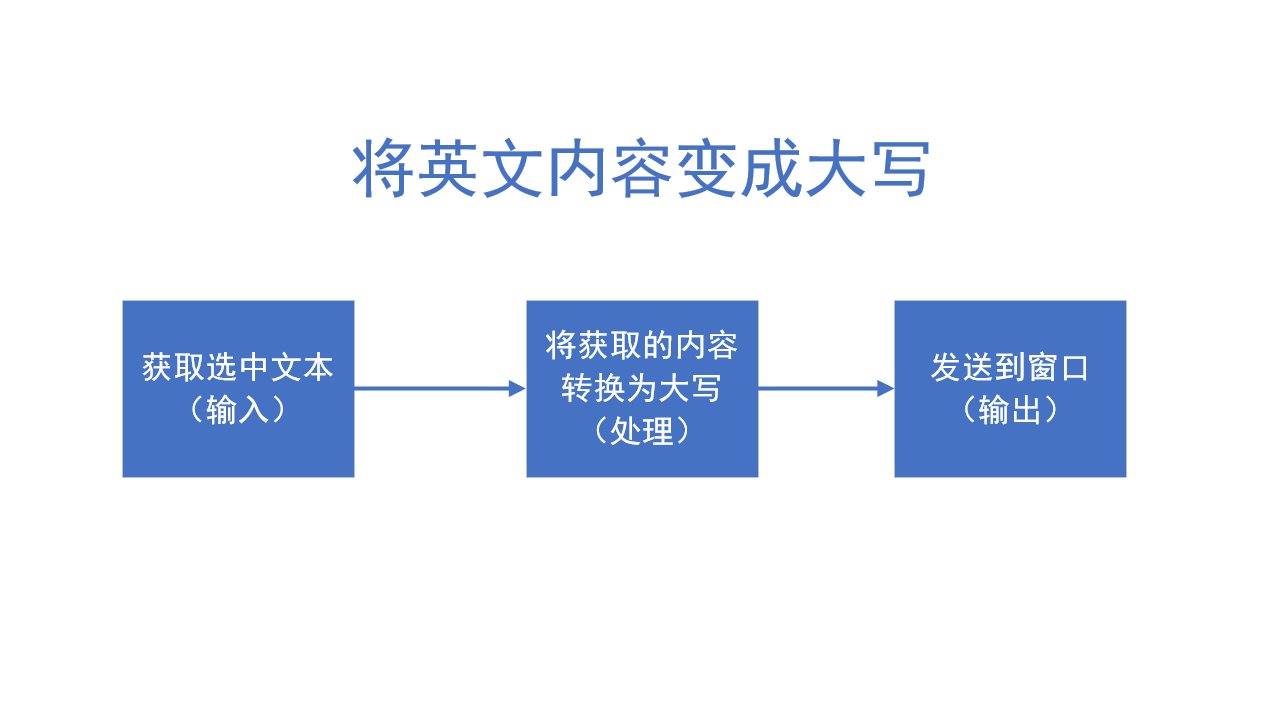 将英文内容变成大写
获取选中文本
（输入）
将获取的内容
转换为大写
（处理）
发送到窗口
（输出）